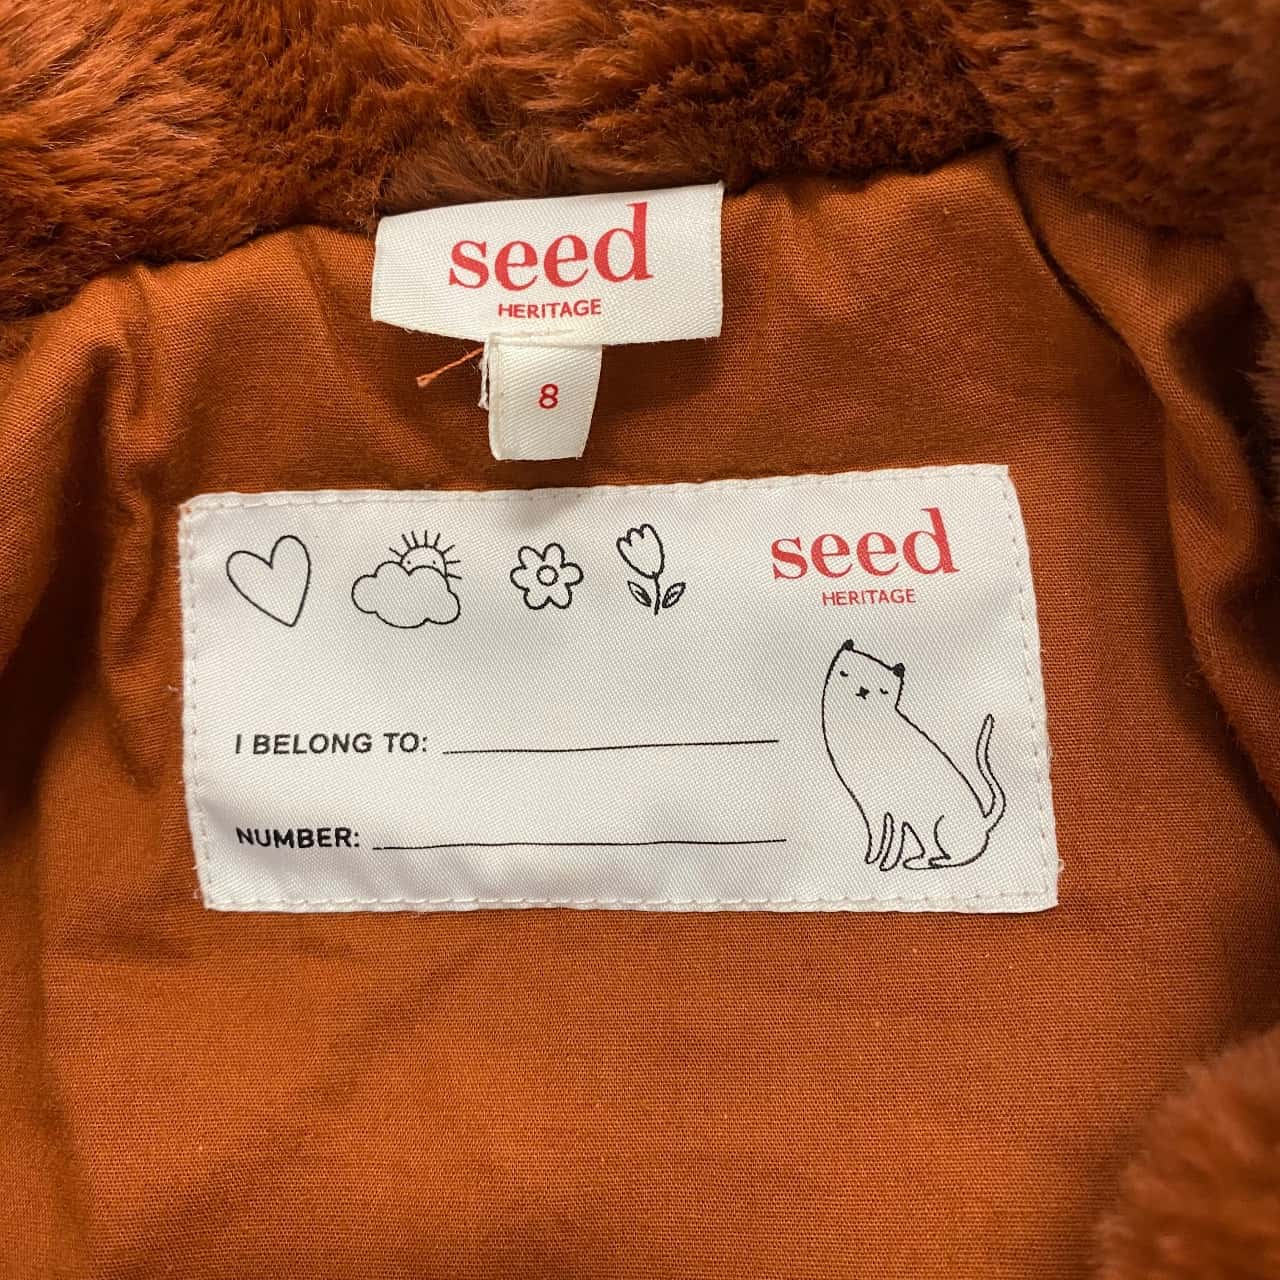 seed
HERITAGE
8
seed
HERITAGE
I BELONG TO:
NUMBER: